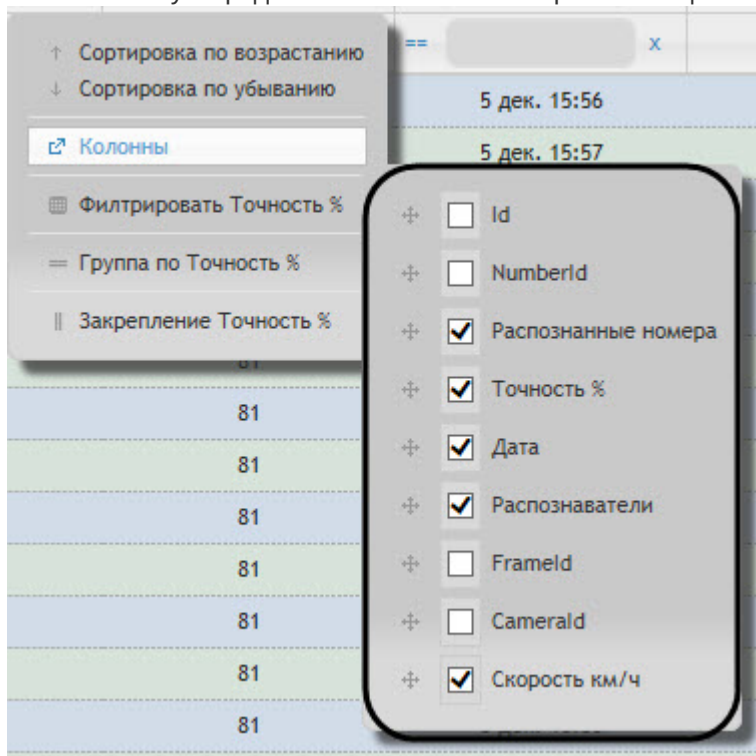 Сортировка по возрастанию
== x
Сортировка по убыванию
5 дек. 15:56
Колонны
5 дек. 15:57
Филтрировать Точность %
Группа по Точность %
Закрепление Точность %
Id
NumberId
Распознанные номера
Точность %
Дата
Распознаватели
FrameId
CameraId
Скорость км/ч
81
81
81
81
81
81
81
81